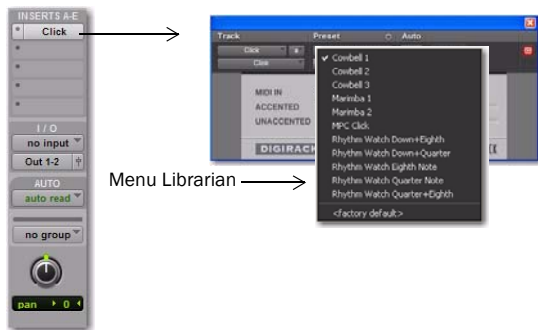 INSERTS A-E
Click
I / O
no input
Out 1-2
AUTO
auto read
no group
pan 0
Menu Librarian
Track Preset Auto
Click a
Click
MIDI IN
ACCENTED
UNACCENTED
DIGIRACK
Cowbell 1
Cowbell 2
Cowbell 3
Marimba 1
Marimba 2
MPC Click
Rhythm Watch Down+Eighth
Rhythm Watch Down+Quarter
Rhythm Watch Eighth Note
Rhythm Watch Quarter Note
Rhythm Watch Quarter+Eighth
<factory default>